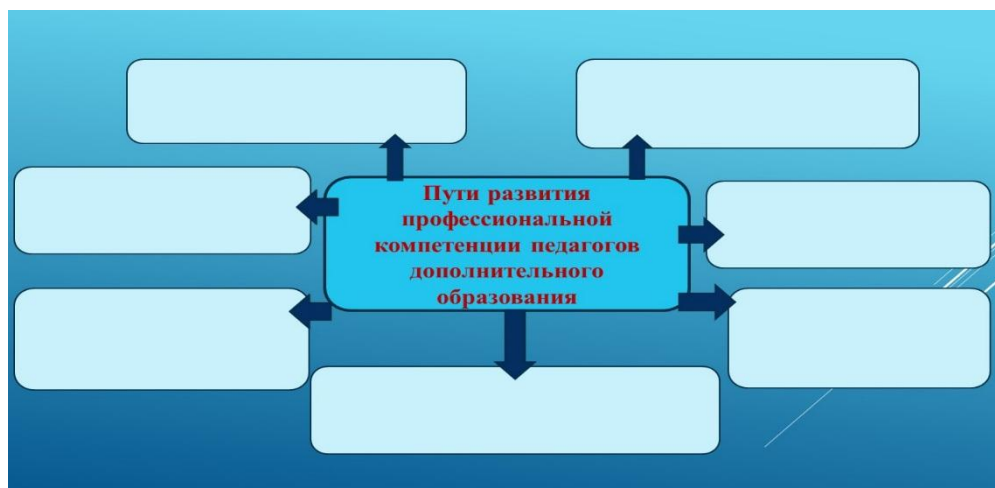 Пути развития
профессиональной
компетенции педагогов
дополнительного
образования